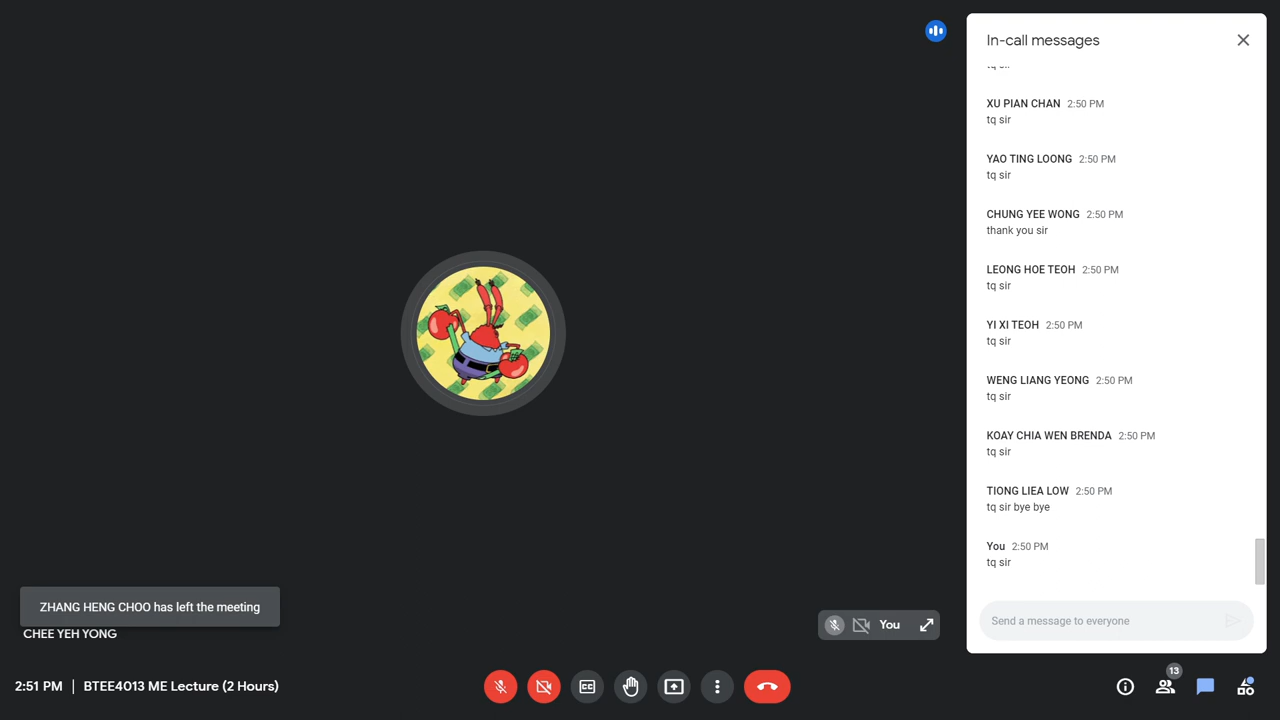 In-call messages
XU PIAN CHAN 2:50 PM
tq sir
YAO TING LOONG 2:50 PM
tq sir
CHUNG YEE WONG 2:50 PM
thank you sir
LEONG HOE TEOH 2:50 PM
tq sir
YI XI TEOH 2:50 PM
tq sir
WENG LIANG YEONG 2:50 PM
tq sir
KOAY CHIA WEN BRENDA 2:50 PM
tq sir
TIONG LIEA LOW 2:50 PM
tq sir bye bye
You 2:50 PM
tq sir
Send a message to everyone
ZHANG HENG CHOO has left the meeting
CHEE YEH YONG
You
2:51 PM | BTEE4013 ME Lecture (2 Hours)
CC
13